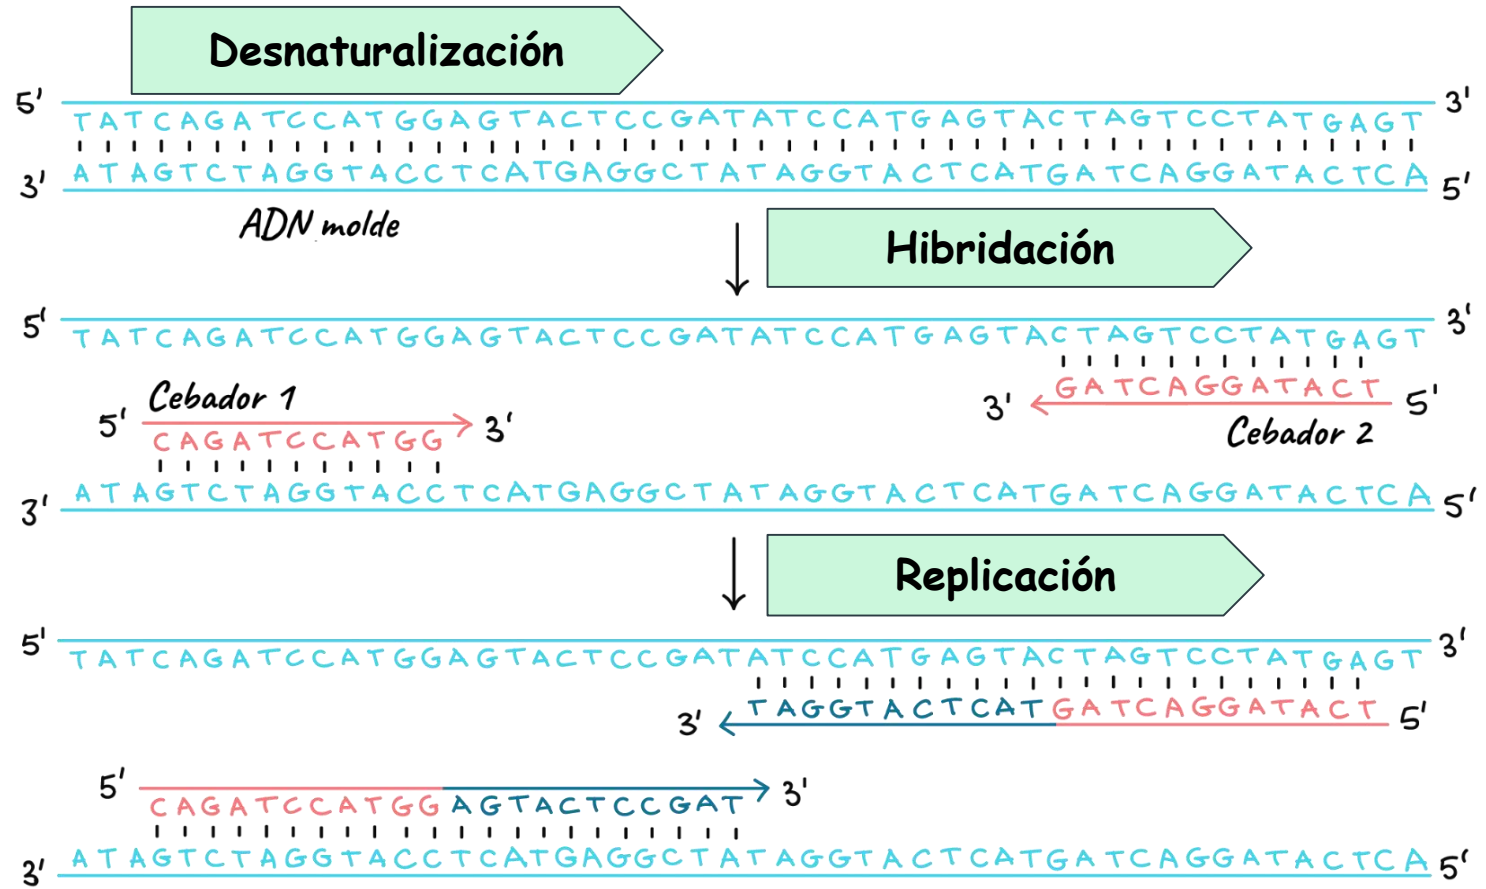 Desnaturalización
5' TATCAGATCCATGGAGTACTCCGATATCCATGAGTACTAGTCCTATGAGT 3'
3' ATAGTCTAGGTACCTCATGAGGCTATAGGTACTCATGATCAGGATACTCA 5'
ADN molde
Hibridación
5' TATCAGATCCATGGAGTACTCCGATATCCATGAGTACTAGTCCTATGAGT 3'
3' GATCAGGATACT 5'
Cebador 2
Cebador 1
5' CAGATCCATGG 3'
3' ATAGTCTAGGTACCTCATGAGGCTATAGGTACTCATGATCAGGATACTCA 5'
Replicación
5' TATCAGATCCATGGAGTACTCCGATATCCATGAGTACTAGTCCTATGAGT 3'
3' TAGGTACTCATGATCAGGATACT 5'
5' CAGATCCATGGAGTACTCCGAT 3'
3' ATAGTCTAGGTACCTCATGAGGCTATAGGTACTCATGATCAGGATACTCA 5'